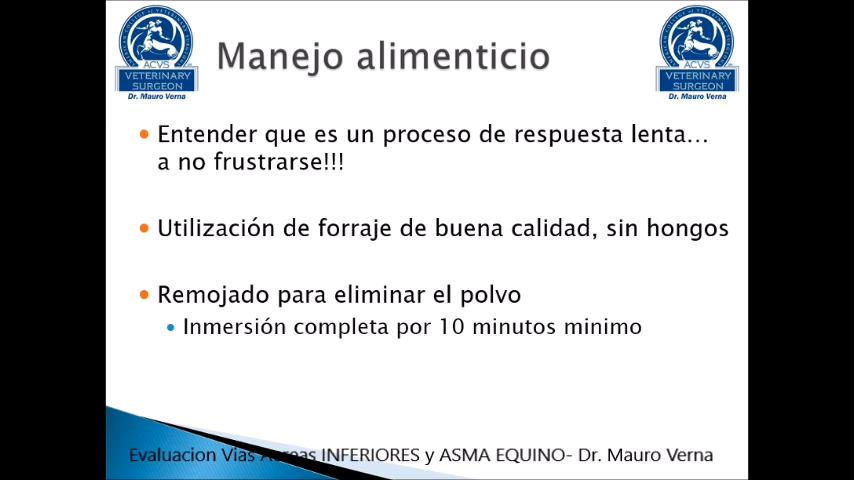 ACVS
VETERINARY
SURGEON
Dr. Mauro Verna
Manejo alimenticio
ACVS
VETERINARY
SURGEON
Dr. Mauro Verna
• Entender que es un proceso de respuesta lenta…
a no frustrarse!!!
• Utilización de forraje de buena calidad, sin hongos
• Remojado para eliminar el polvo
• Inmersión completa por 10 minutos minimo
Evaluacion Vias Aereas INFERIORES y ASMA EQUINO- Dr. Mauro Verna